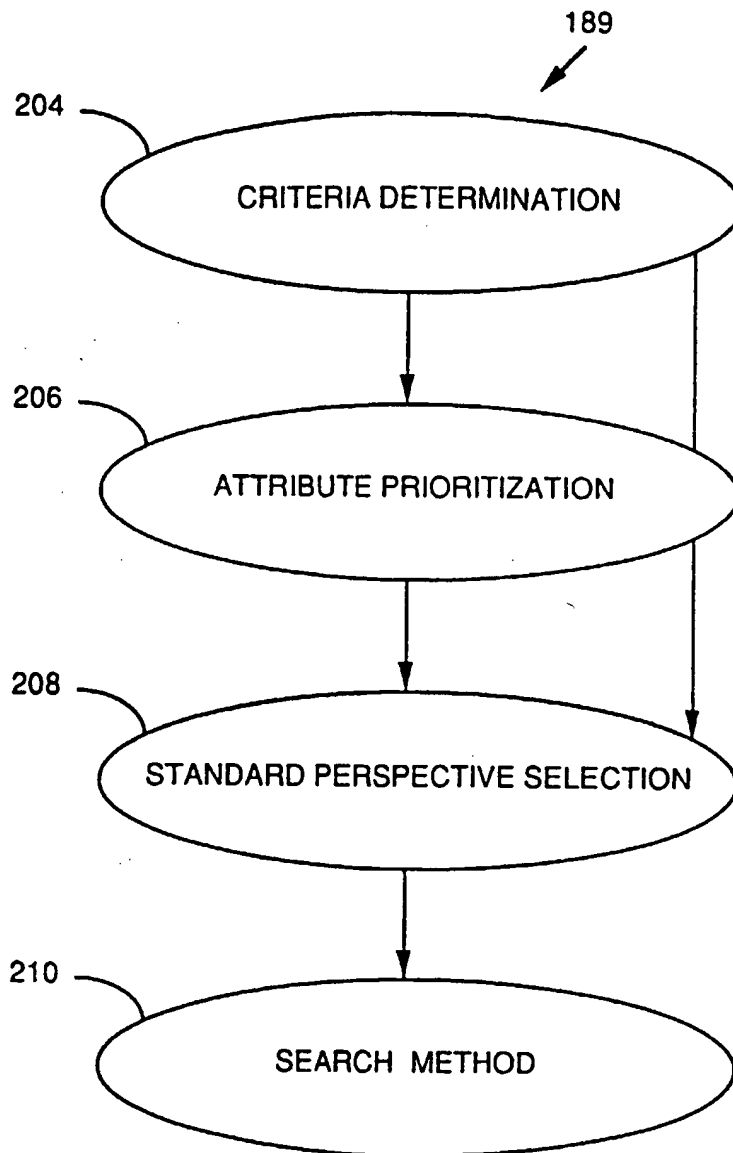 189
204
CRITERIA DETERMINATION
206
ATTRIBUTE PRIORITIZATION
208
STANDARD PERSPECTIVE SELECTION
210
SEARCH METHOD